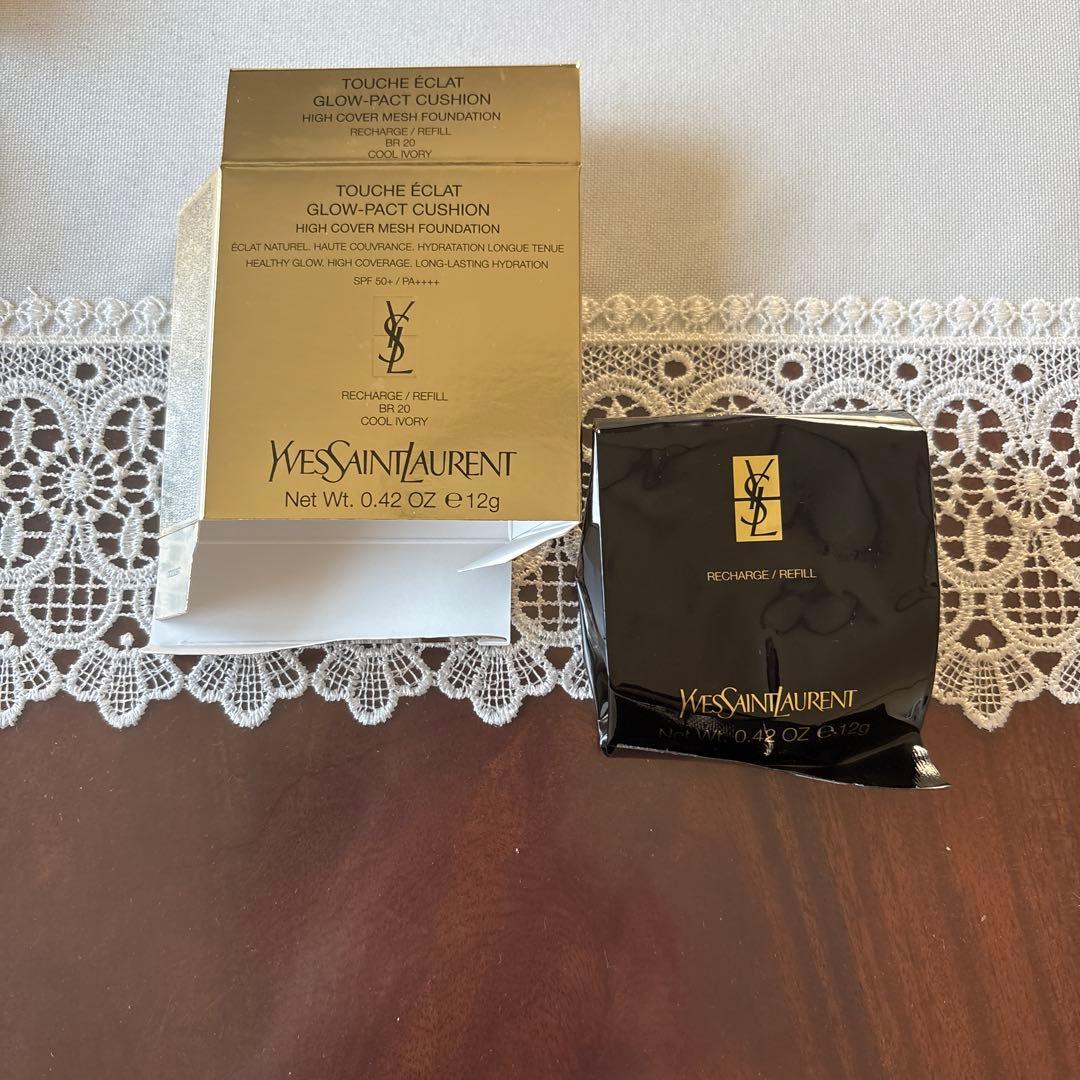 TOUCHE ÉCLAT
GLOW-PACT CUSHION
HIGH COVER MESH FOUNDATION
RECHARGE / REFILL
BR 20
COOL IVORY
TOUCHE ÉCLAT
GLOW-PACT CUSHION
HIGH COVER MESH FOUNDATION
ÉCLAT NATUREL. HAUTE COUVRANCE. HYDRATATION LONGUE TENUE
HEALTHY GLOW. HIGH COVERAGE. LONG-LASTING HYDRATION
SPF 50+ / PA++++
YSL
RECHARGE / REFILL
BR 20
COOL IVORY
YVESSAINTLAURENT
Net Wt. 0.42 OZ ℮ 12g
YSL
RECHARGE / REFILL
YVESSAINTLAURENT
Net Wt. 0.42 OZ ℮ 12g